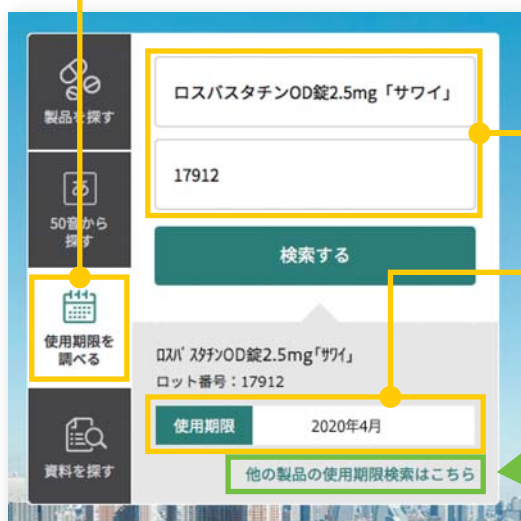 製品を探す
あ
50音から
探す
使用期限を
調べる
資料を探す
ロスバスタチンOD錠2.5mg「サワイ」
17912
検索する
ﾛｽﾊﾞｽﾀﾁﾝOD錠2.5mg｢ｻﾜｲ｣
ロット番号：17912
使用期限 2020年4月
他の製品の使用期限検索はこちら